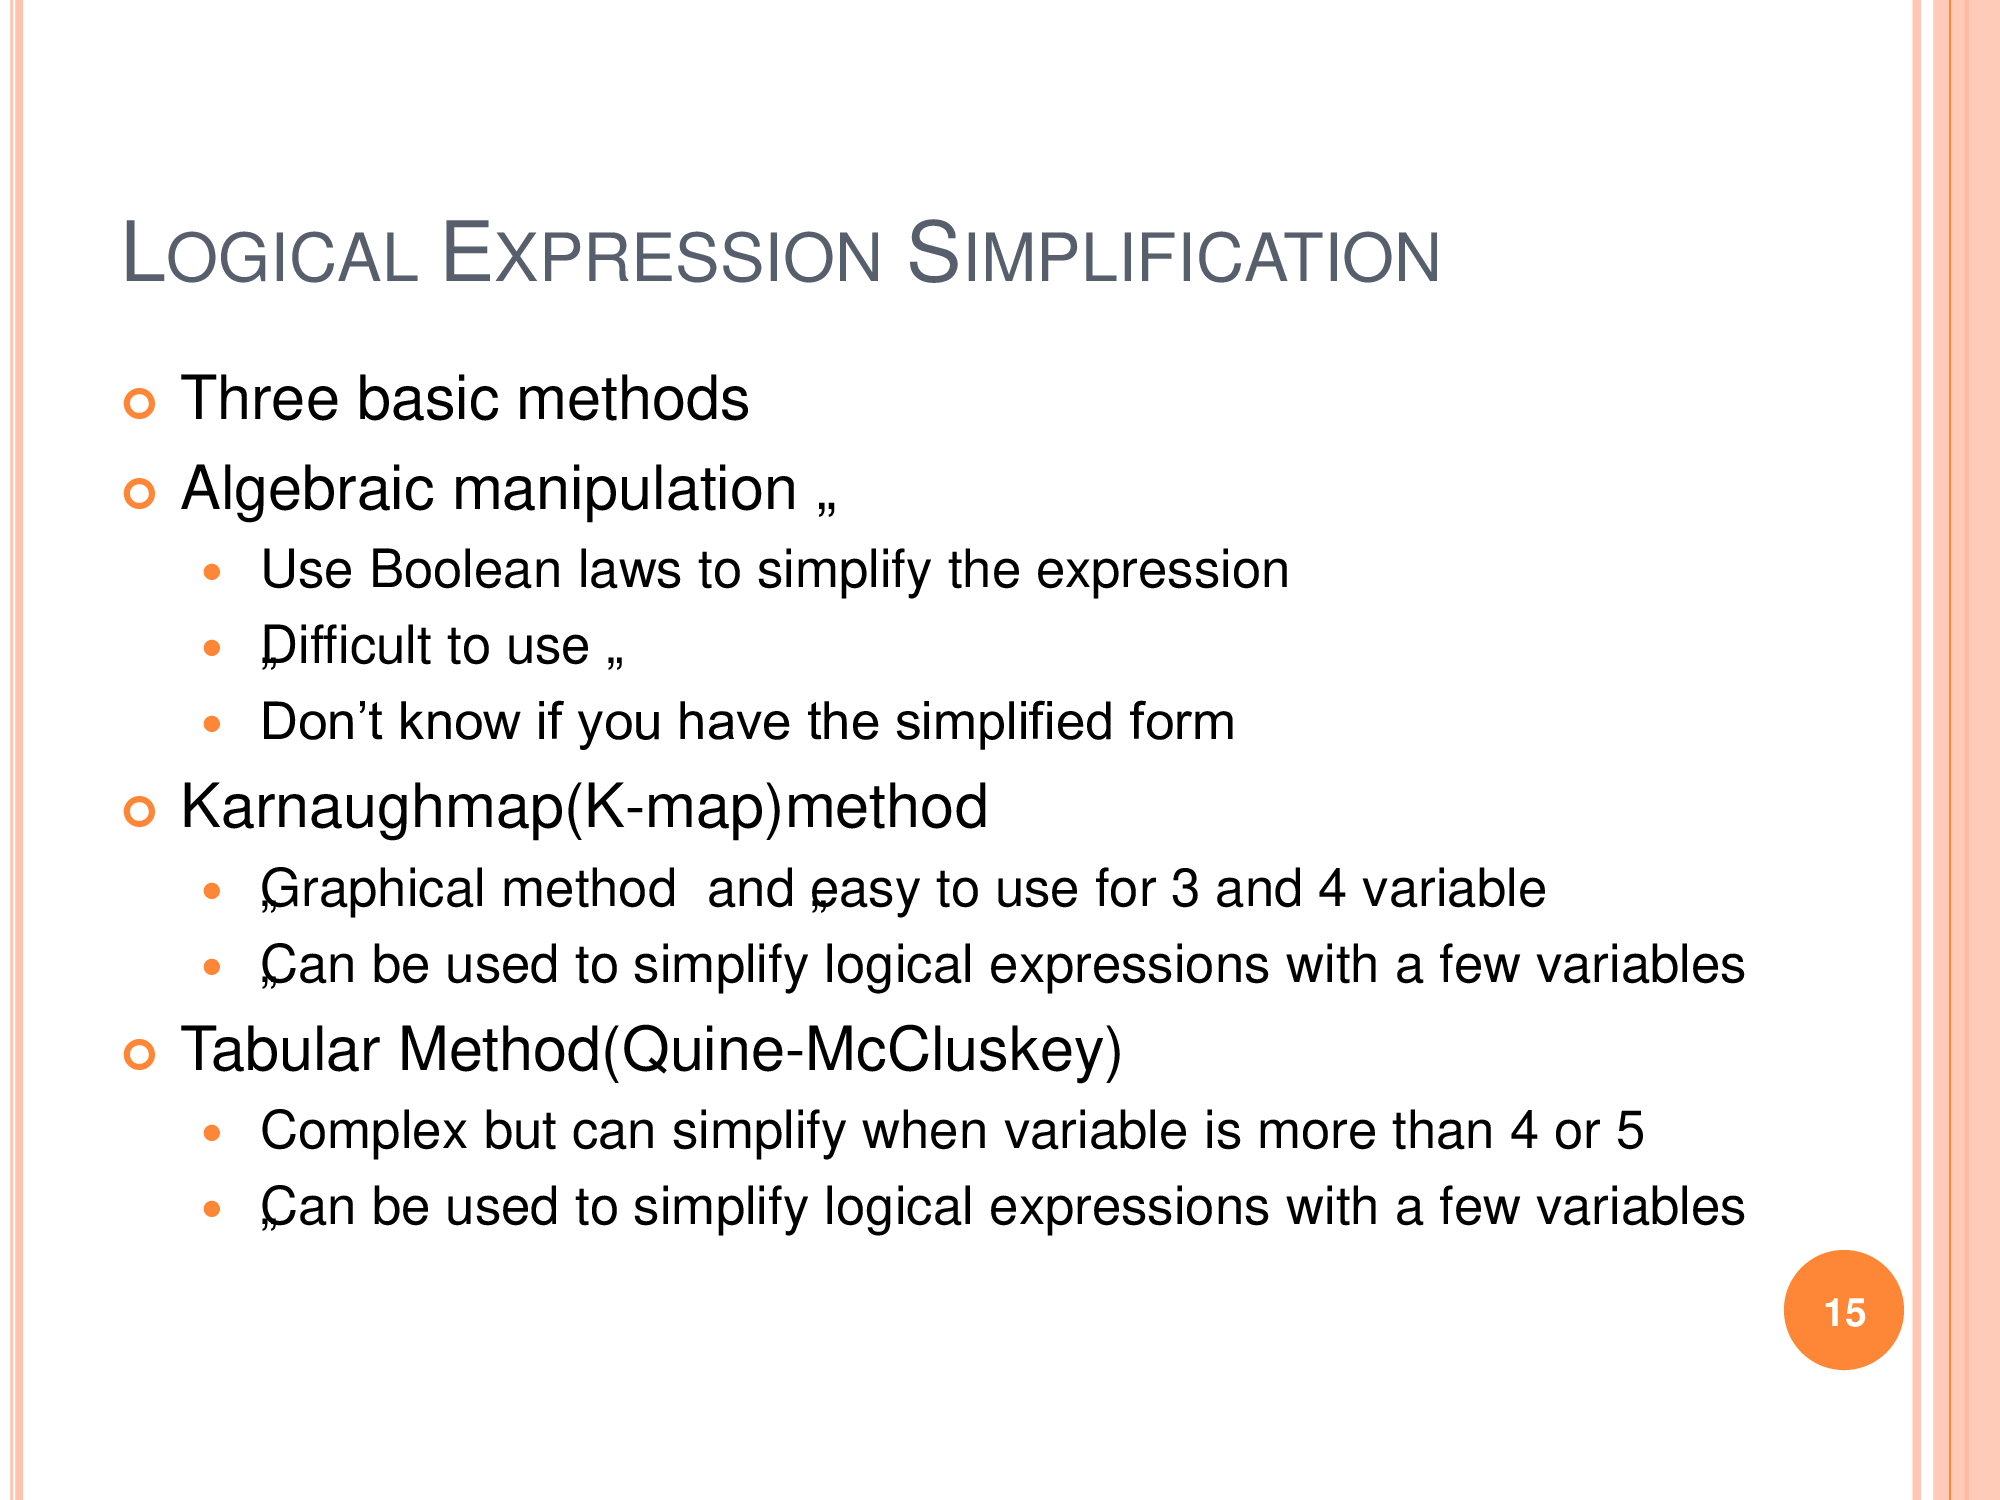 LOGICAL EXPRESSION SIMPLIFICATION
Three basic methods
Algebraic manipulation „
Use Boolean laws to simplify the expression
„Difficult to use „
Don’t know if you have the simplified form
Karnaughmap(K-map)method
„Graphical method  and „easy to use for 3 and 4 variable
„Can be used to simplify logical expressions with a few variables
Tabular Method(Quine-McCluskey)
Complex but can simplify when variable is more than 4 or 5
„Can be used to simplify logical expressions with a few variables
15